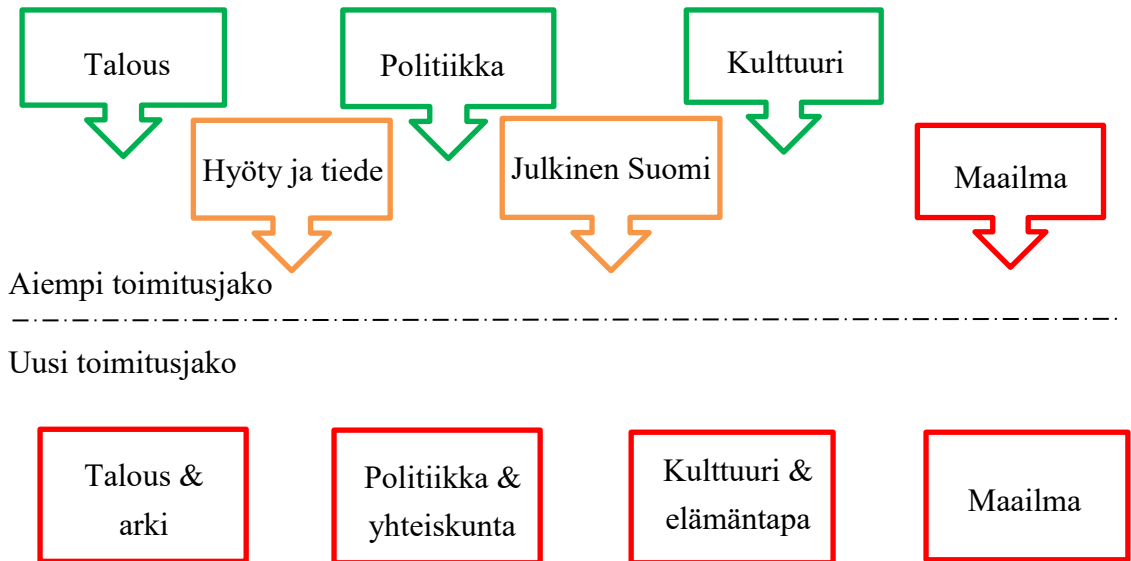 Talous
Politiikka
Kulttuuri
Hyöty ja tiede
Julkinen Suomi
Maailma
Aiempi toimitusjako
Uusi toimitusjako
Talous &
arki
Politiikka &
yhteiskunta
Kulttuuri &
elämäntapa
Maailma